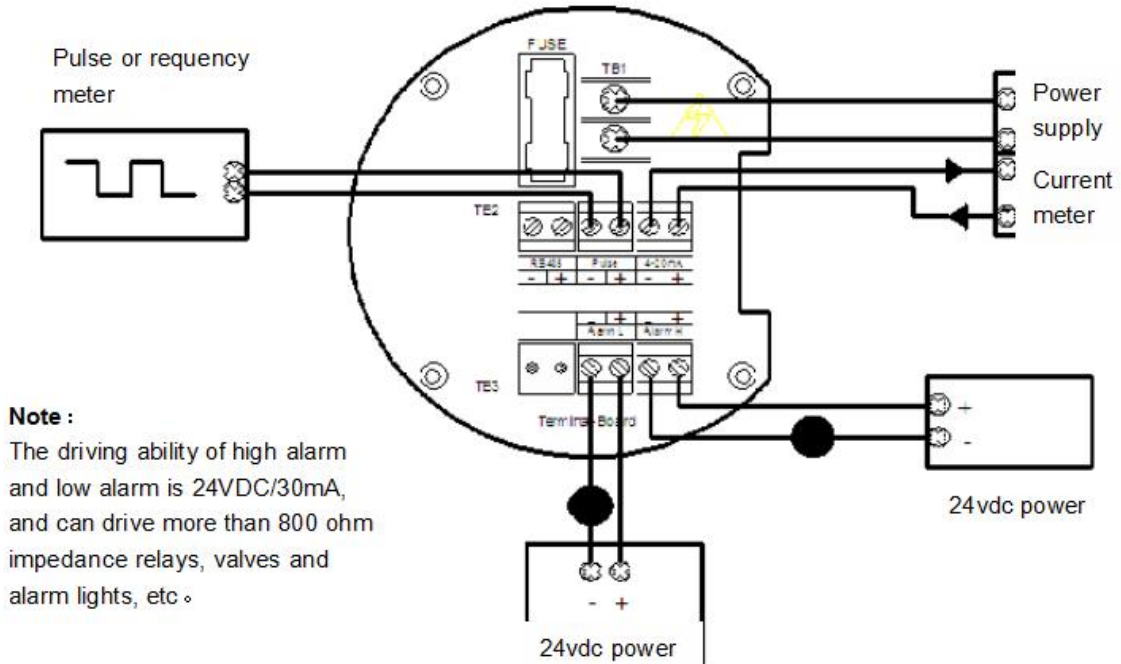 Pulse or requency
meter
FUSE
TB1
Power
supply
Current
meter
TE2
RS485 Pulse 4-20mA
- + - + - +
- + - +
Alarm L Alarm H
TE3
Terminal-Board
+
-
24vdc power
Note :
The driving ability of high alarm
and low alarm is 24VDC/30mA,
and can drive more than 800 ohm
impedance relays, valves and
alarm lights, etc。
- +
24vdc power